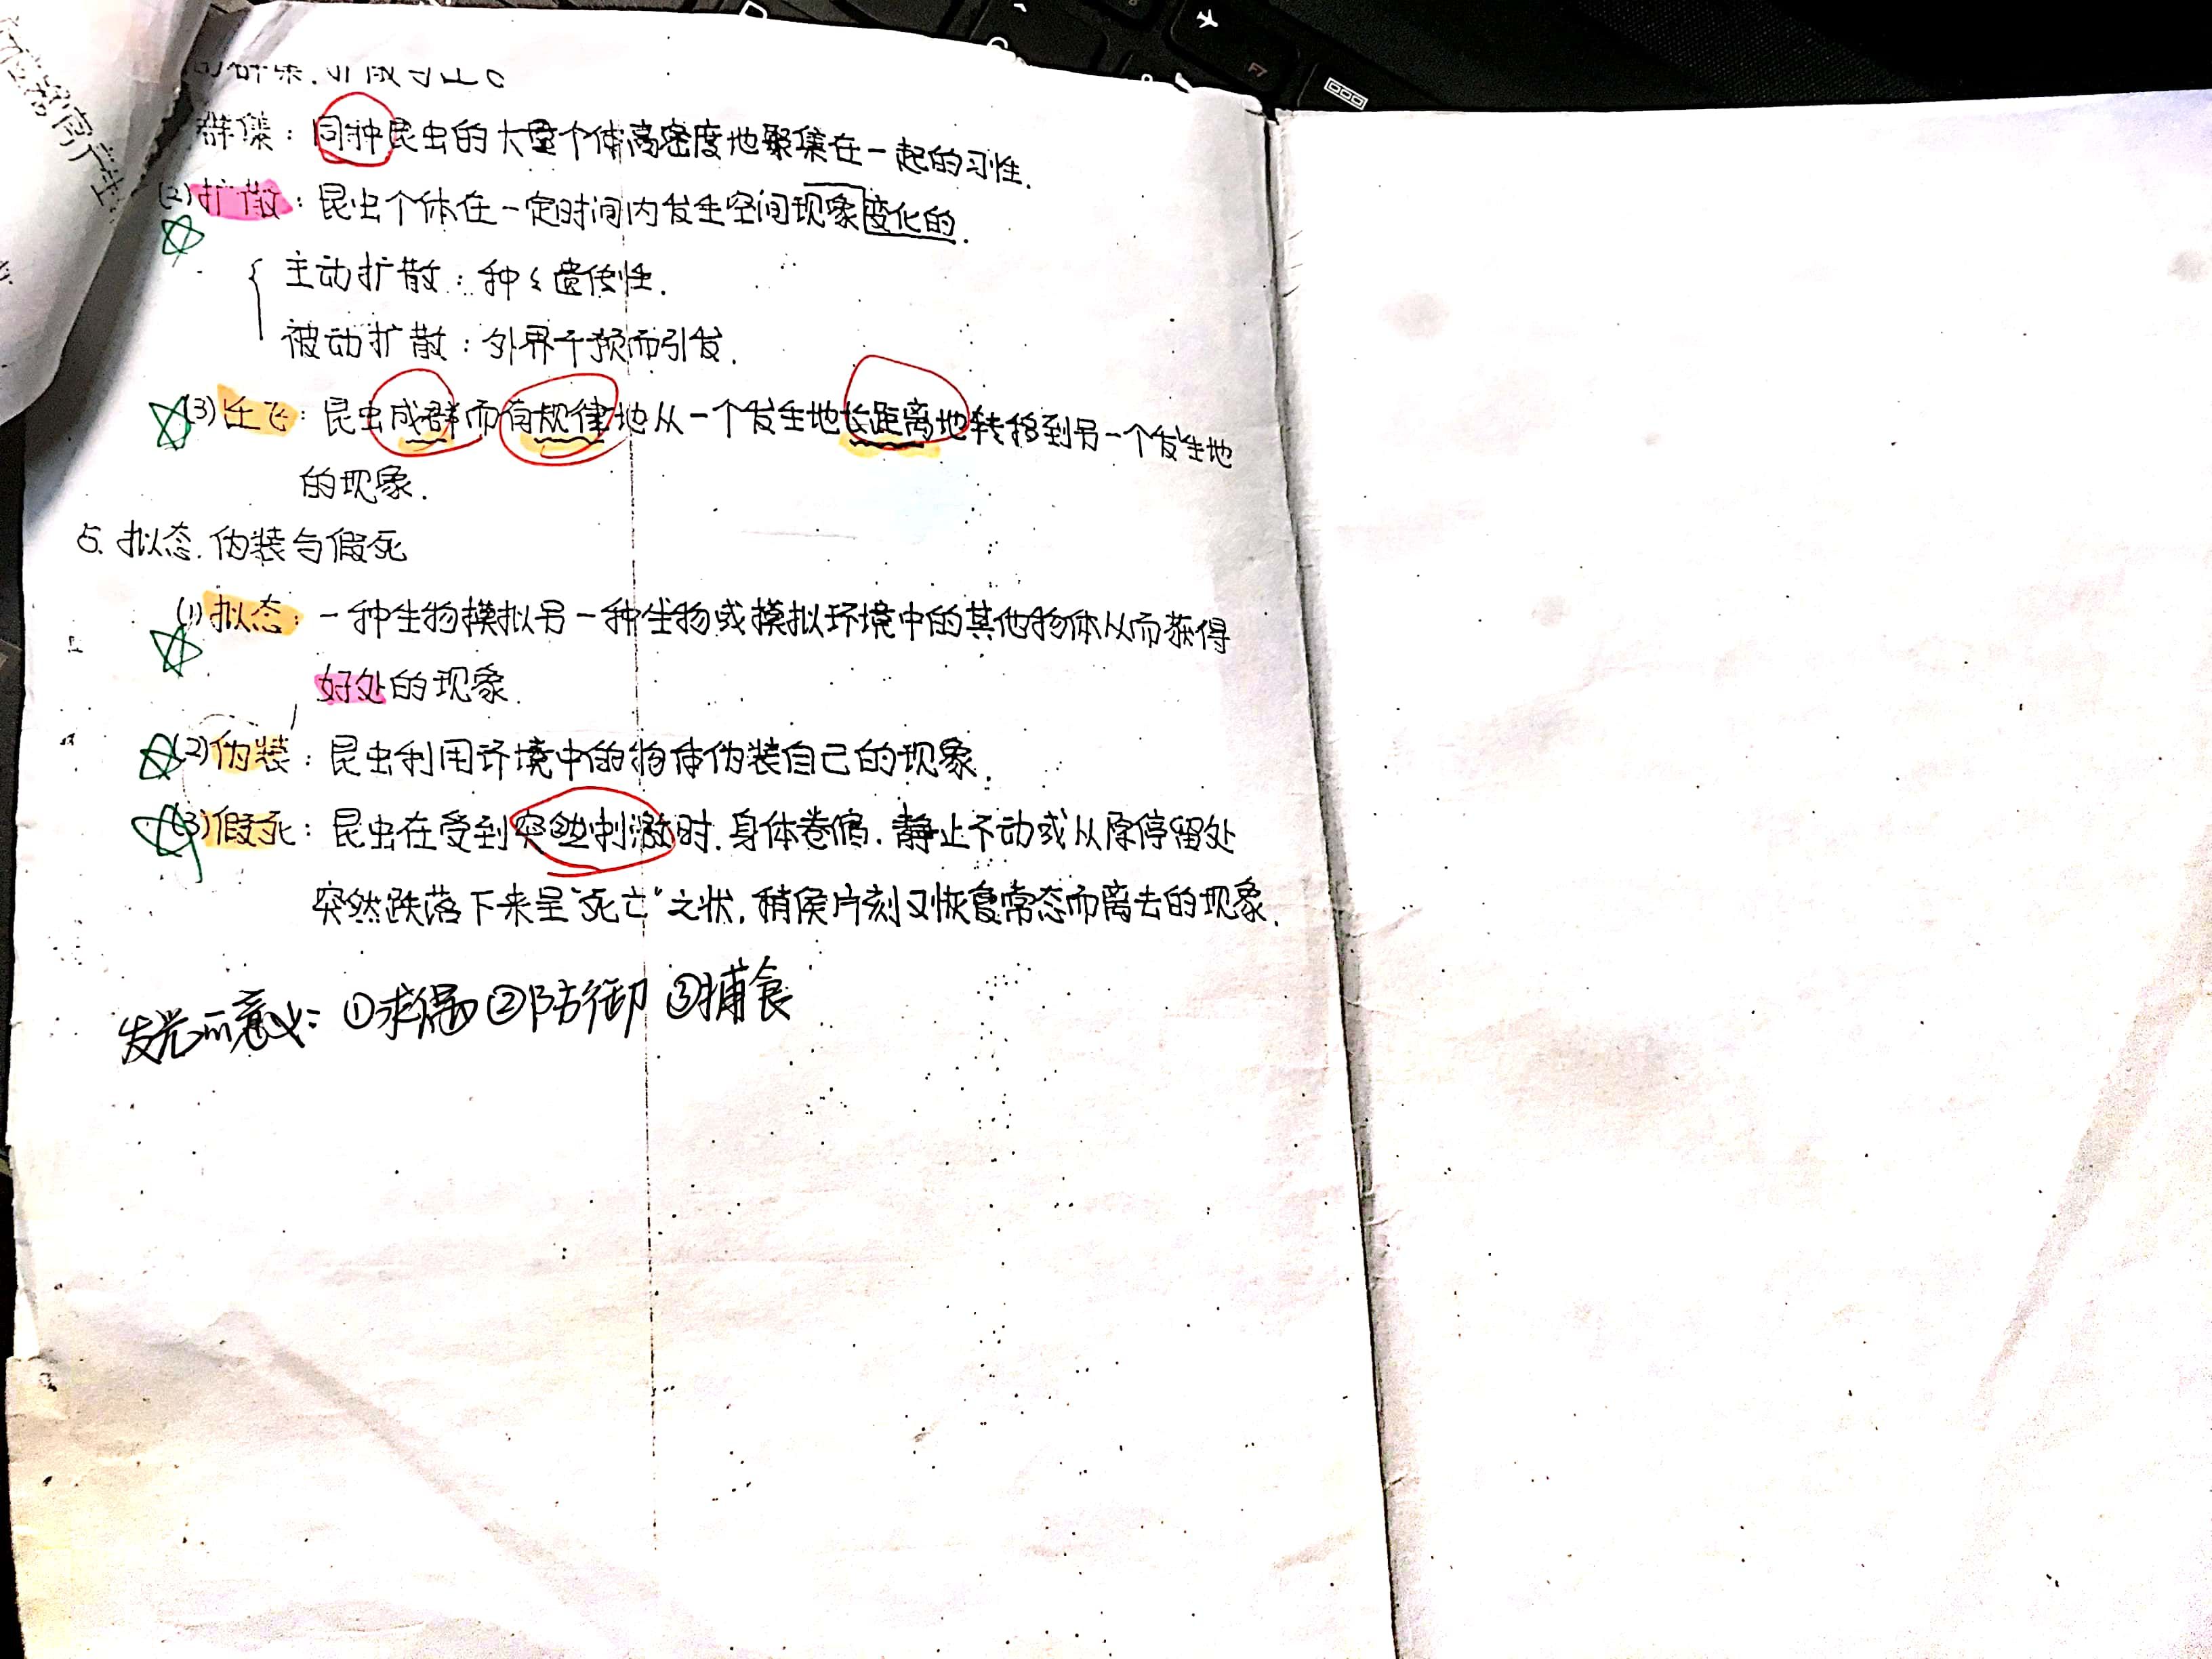 群集：同种昆虫的大量个体高密度地聚集在一起的习性.
(2)扩散：昆虫个体在一定时间内发生空间现象变化的.
主动扩散：种く遗传性.
被动扩散：外界干预而引发.
(3)迁飞：昆虫成群而有规律地从一个发生地长距离地转移到另一个发生地
的现象.
5.拟态.伪装与假死
(1)拟态：一种生物模拟另一种生物或模拟环境中的其他物体从而获得
好处的现象.
(2)伪装：昆虫利用环境中的物体伪装自己的现象.
(3)假死：昆虫在受到突然刺激时.身体卷缩.静止不动或从原停留处
突然跌落下来呈“死亡”之状,稍侯片刻又恢复常态而离去的现象.
发光的意义：①求偶②防御③捕食
F7